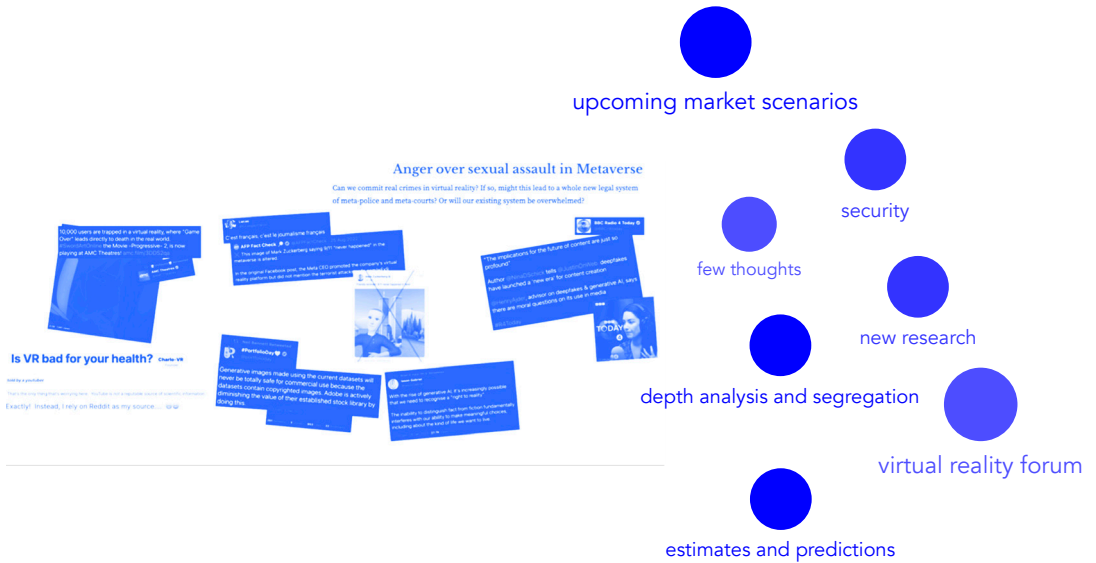 upcoming market scenarios
Anger over sexual assault in Metaverse
Can we commit real crimes in virtual reality? If so, might this lead to a whole new legal system
of meta-police and meta-courts? Or will our existing system be overwhelmed?
security
few thoughts
new research
depth analysis and segregation
virtual reality forum
estimates and predictions
10,000 users are trapped in a virtual reality, where "Game
Over" leads directly to death in the real world.
the Movie -Progressive- 2, is now
playing at AMC Theatres!
AMC Theatres
C'est français, c'est le journalisme français
AFP Fact Check
This image of Mark Zuckerberg saying 9/11 "never happened" in the
metaverse is altered
In the original Facebook post, the Meta CEO promoted the company's virtual
reality platform but did not mention the terrorist
BBC Radio 4 Today
"The implications for the future of content are just so
profound"
Author tells deepfakes
have launched a 'new era' for content creation
advisor on deepfakes & generative AI, says
there are moral questions on its use in media
TODAY
4
Is VR bad for your health?
Charle-VR
Exactly! Instead, I rely on Reddit as my source....
#PortfolioDay
Generative images made using the current datasets will
never be totally safe for commercial use because the
datasets contain copyrighted images. Adobe is actively
diminishing the value of their established stock library by
doing this.
With the rise of generative AI, it's increasingly possible
that we need to recognise a "right to reality"
The inability to distinguish fact from fiction fundamentally
interferes with our ability to make meaningful choices,
including about the kind of life we want to live